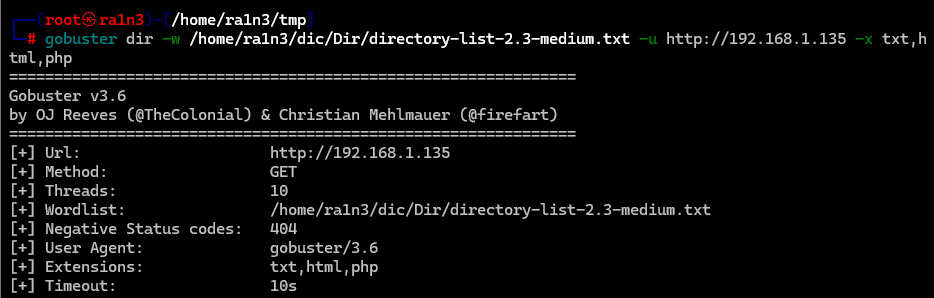 ┌──(root㉿ra1n3)-[/home/ra1n3/tmp]
└─# gobuster dir -w /home/ra1n3/dic/Dir/directory-list-2.3-medium.txt -u http://192.168.1.135 -x txt,h
tml,php
===============================================================
Gobuster v3.6
by OJ Reeves (@TheColonial) & Christian Mehlmauer (@firefart)
===============================================================
[+] Url:                     http://192.168.1.135
[+] Method:                  GET
[+] Threads:                 10
[+] Wordlist:                /home/ra1n3/dic/Dir/directory-list-2.3-medium.txt
[+] Negative Status codes:   404
[+] User Agent:              gobuster/3.6
[+] Extensions:              txt,html,php
[+] Timeout:                 10s